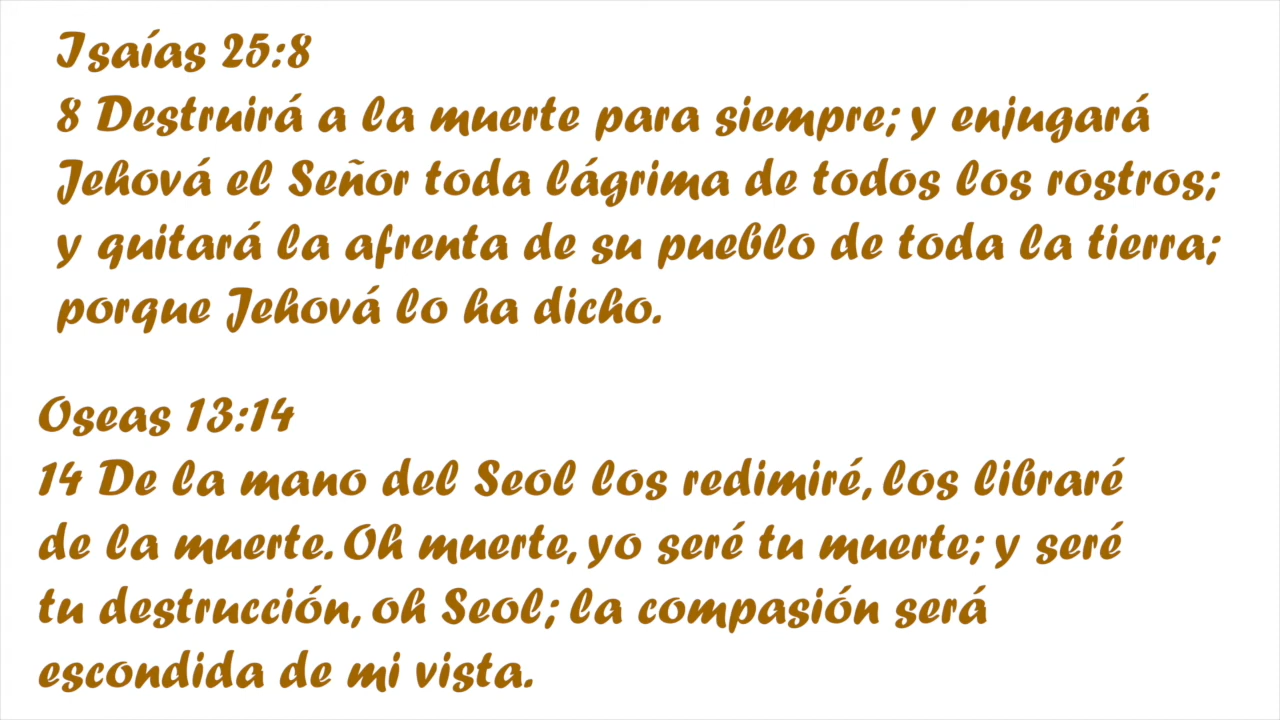 Isaías 25:8
8 Destruirá a la muerte para siempre; y enjugará
Jehová el Señor toda lágrima de todos los rostros;
y quitará la afrenta de su pueblo de toda la tierra;
porque Jehová lo ha dicho.
Oseas 13:14
14 De la mano del Seol los redimiré, los libraré
de la muerte. Oh muerte, yo seré tu muerte; y seré
tu destrucción, oh Seol; la compasión será
escondida de mi vista.